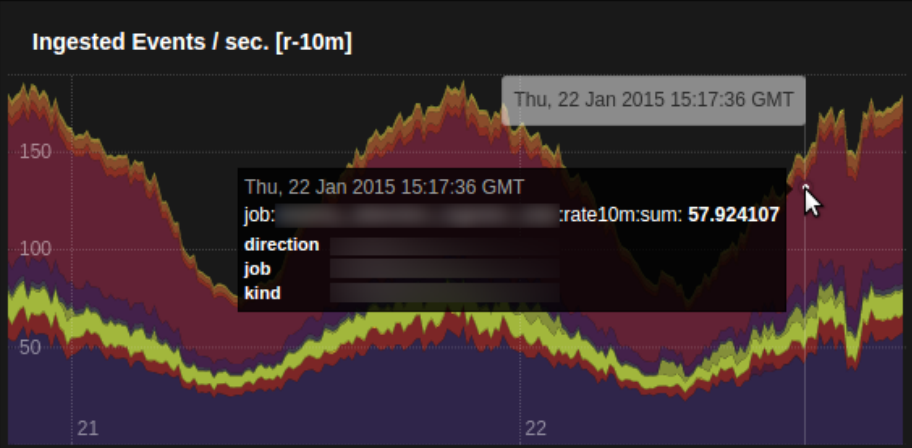 Ingested Events / sec. [r-10m]
Thu, 22 Jan 2015 15:17:36 GMT
150
Thu, 22 Jan 2015 15:17:36 GMT
job: :rate10m:sum: 57.924107
direction
100
job
kind
50
21
22